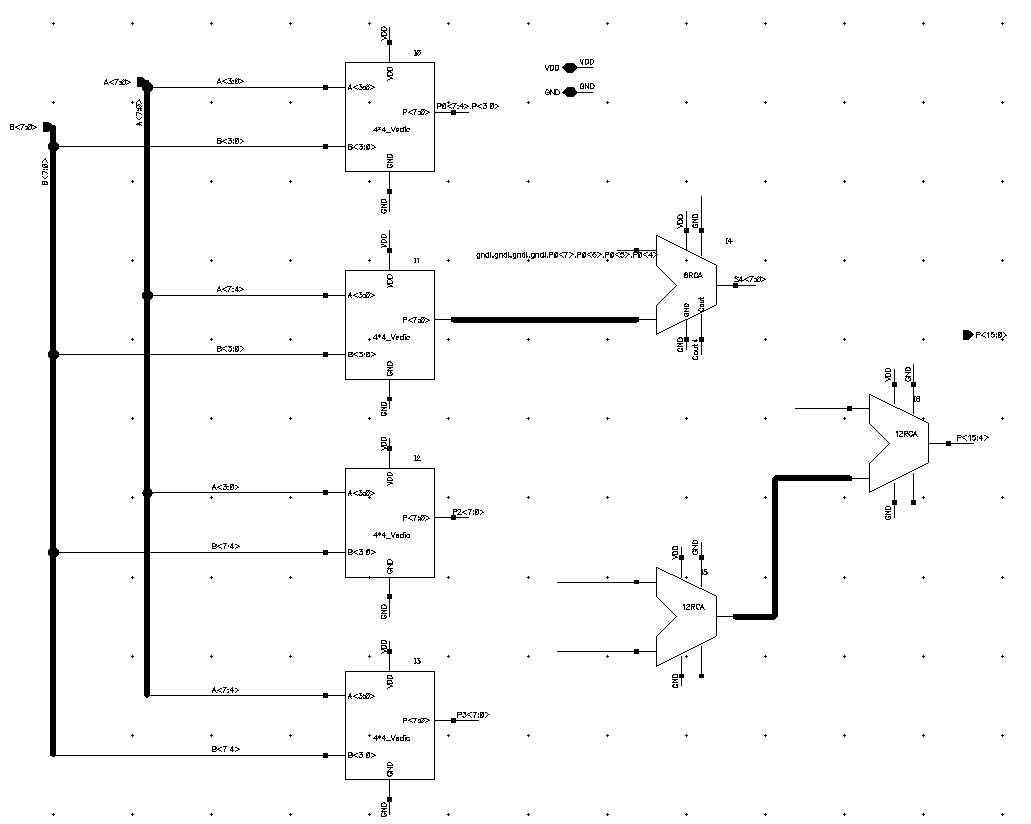 VDD
I0
VDD
A<7:0>
A<3:0>
A<3:0>
A<7:0>
P<7:0>
P0<7:4>,P<3:0>
4*4_Vedic
B<7:0>
B<3:0>
B<3:0>
B<7:0>
GND
GND
VDD VDD
GND GND
VDD
I1
VDD
A<7:4>
A<3:0>
P<7:0>
4*4_Vedic
B<3:0>
B<3:0>
GND
GND
VDD
GND
I4
gnd!,gnd!,gnd!,gnd!,P0<7>,P0<6>,P0<5>,P0<4>
8RCA
S4<7:0>
GND
Cout
GND
Cout4
P<15:0>
VDD
I2
VDD
A<3:0>
A<3:0>
P<7:0>
P2<7:0>
4*4_Vedic
B<7:4>
B<3:0>
GND
GND
VDD
GND
I6
12RCA
P<15:4>
GND
VDD
GND
I5
12RCA
GND
VDD
I3
VDD
A<7:4>
A<3:0>
P<7:0>
P3<7:0>
4*4_Vedic
B<7:4>
B<3:0>
GND
GND